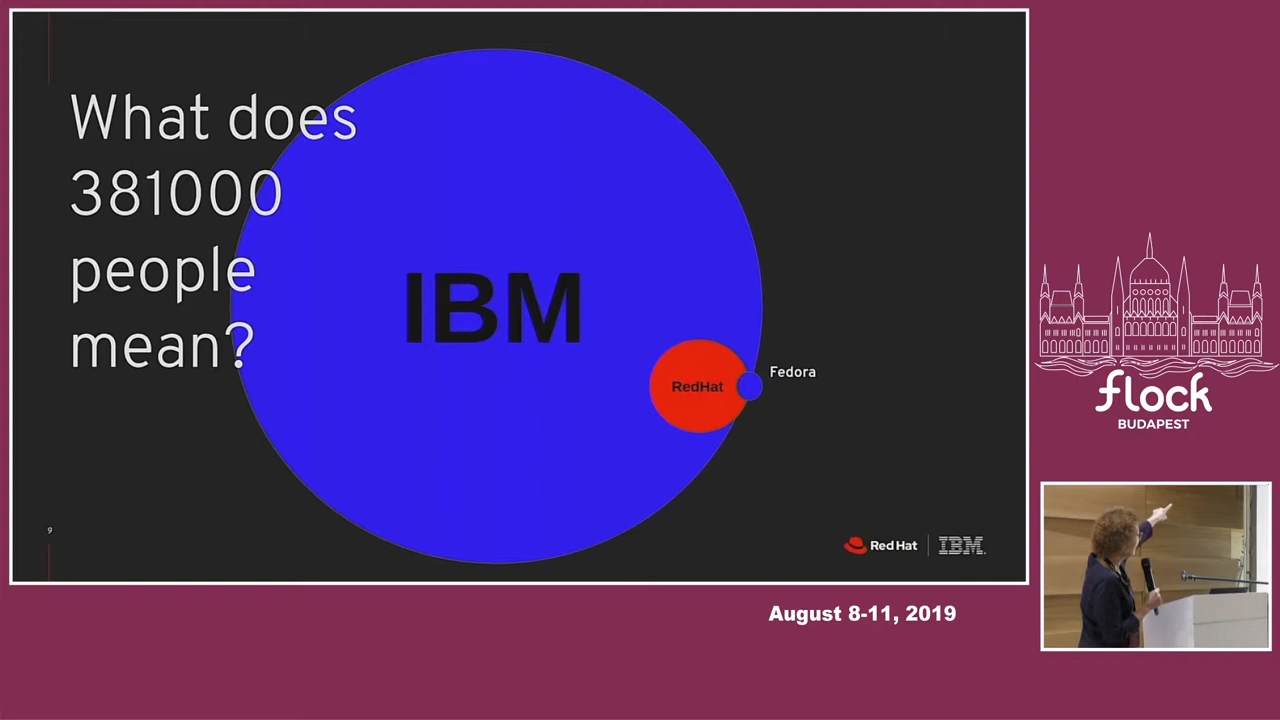 What does
381000
people
mean?
IBM
RedHat
Fedora
9
Red Hat
IBM
flock
BUDAPEST
August 8-11, 2019